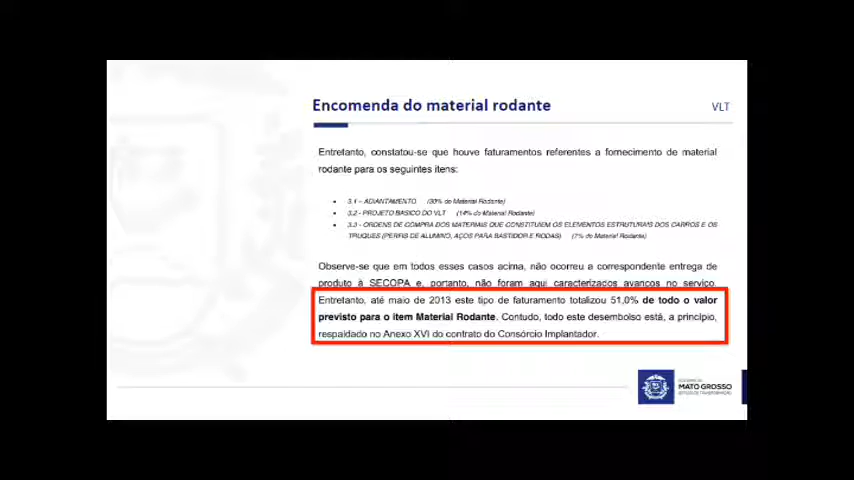 Encomenda do material rodante
VLT
Entretanto, constatou-se que houve faturamentos referentes a fornecimento de material
rodante para os seguintes itens:
• 3.1 – ADIANTAMENTO (30% do Material Rodante)
• 3.2 - PROJETO BASICO DO VLT (14% do Material Rodante)
• 3.3 - ORDENS DE COMPRA DOS MATERIAIS QUE CONSTITUEM OS ELEMENTOS ESTRUTURAIS DOS CARROS E OS
TRUQUES (PERFIS DE ALUMINIO, AÇOS PARA BASTIDOR E RODAS) (7% do Material Rodante)
Observe-se que em todos esses casos acima, não ocorreu a correspondente entrega de
produto à SECOPA e, portanto, não foram aqui caracterizados avanços no serviço.
Entretanto, até maio de 2013 este tipo de faturamento totalizou 51,0% de todo o valor
previsto para o item Material Rodante. Contudo, todo este desembolso está, a princípio,
respaldado no Anexo XVI do contrato do Consórcio Implantador.
GOVERNO DE
MATO GROSSO
ESTADO DE TRANSFORMAÇÃO